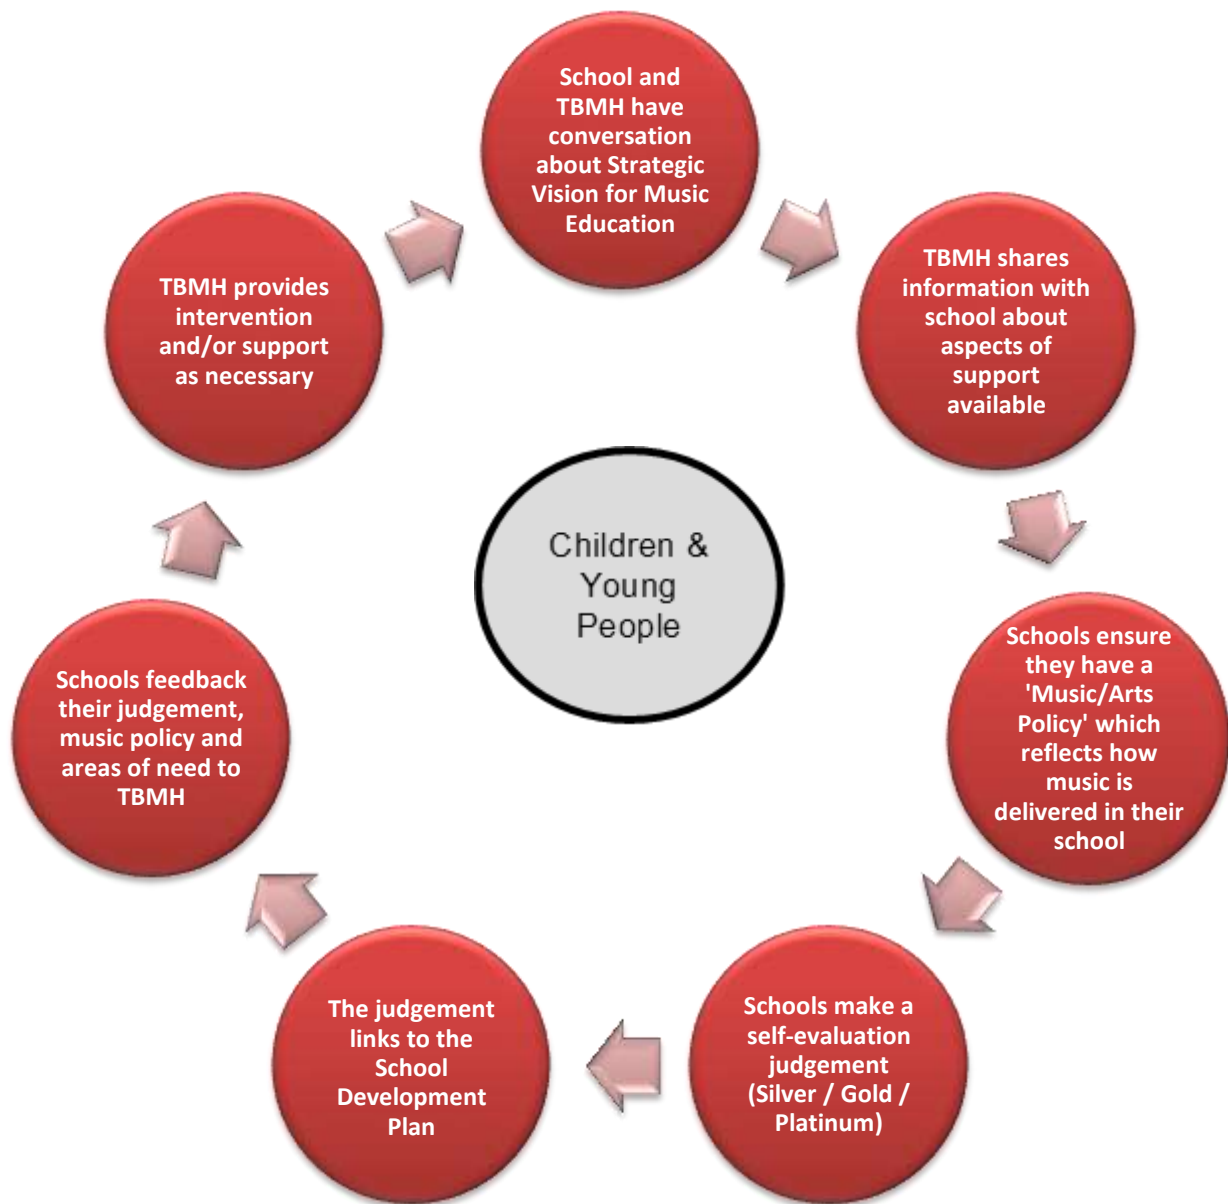 School and
TBMH have
conversation
about Strategic
Vision for Music
Education
TBMH shares
information with
school about
aspects of
support
available
Schools ensure
they have a
'Music/Arts
Policy' which
reflects how
music is
delivered in their
school
Schools make a
self-evaluation
judgement
(Silver / Gold /
Platinum)
The judgement
links to the
School
Development
Plan
Schools feedback
their judgement,
music policy and
areas of need to
TBMH
TBMH provides
intervention
and/or support
as necessary
Children &
Young
People